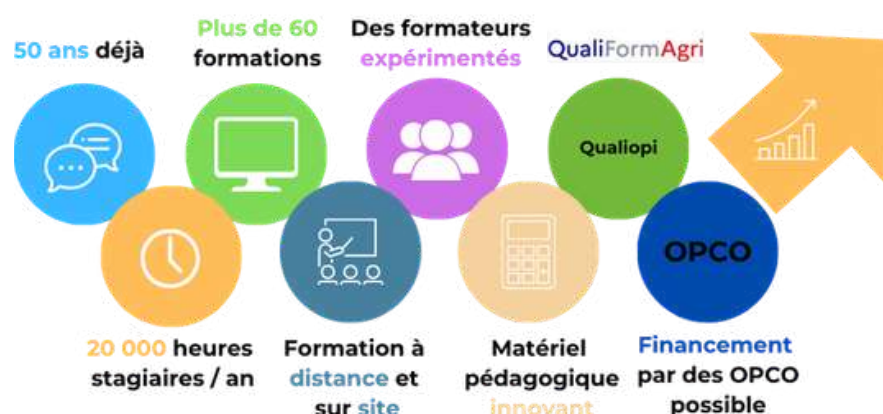 50 ans déjà
Plus de 60
formations
Des formateurs
expérimentés
QualiFormAgri
Qualiopi
OPCO
20 000 heures
stagiaires / an
Formation à
distance et
sur site
Matériel
pédagogique
innovant
Financement
par des OPCO
possible